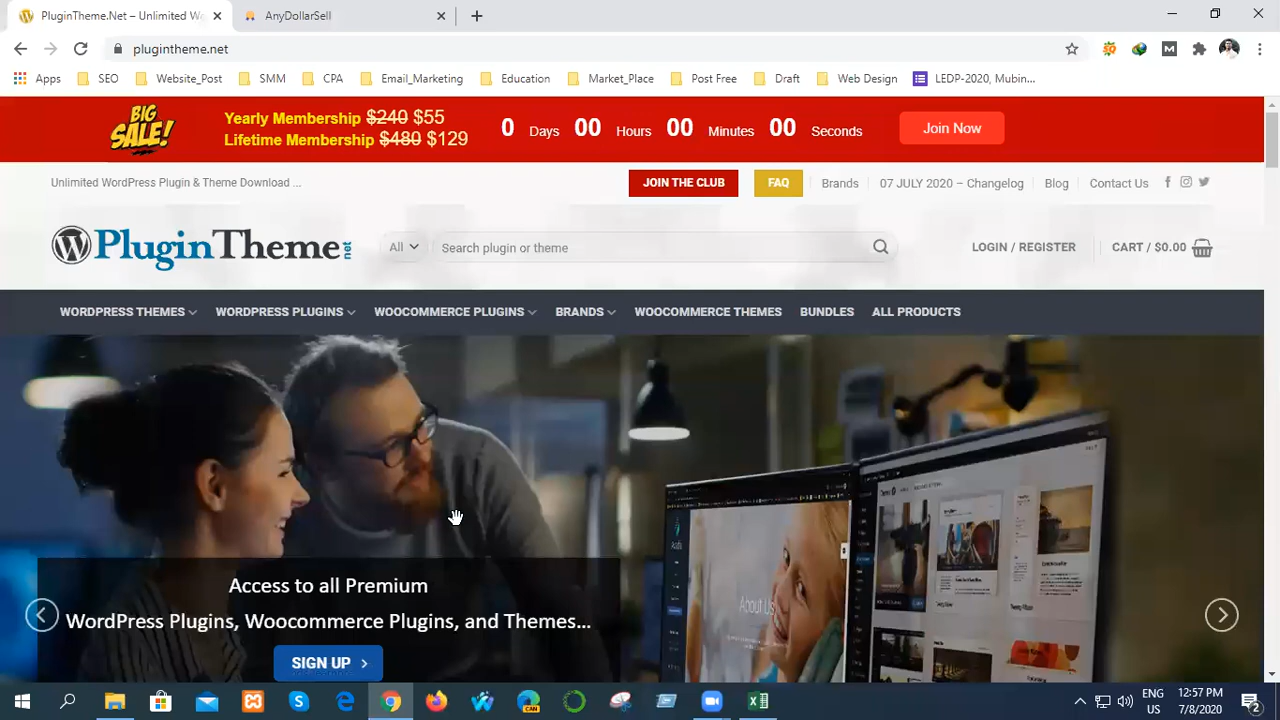 PluginTheme.Net – Unlimited Wo
AnyDollarSell
plugintheme.net
Apps
SEO
Website_Post
SMM
CPA
Email_Marketing
Education
Market_Place
Post Free
Draft
Web Design
LEDP-2020, Mubin...
BIG
SALE!
Yearly Membership $240 $55
Lifetime Membership $480 $129
0 Days 00 Hours 00 Minutes 00 Seconds
Join Now
Unlimited WordPress Plugin & Theme Download ...
JOIN THE CLUB
FAQ
Brands
07 JULY 2020 – Changelog
Blog
Contact Us
PluginTheme.net
All
Search plugin or theme
LOGIN / REGISTER
CART / $0.00
WORDPRESS THEMES
WORDPRESS PLUGINS
WOOCOMMERCE PLUGINS
BRANDS
WOOCOMMERCE THEMES
BUNDLES
ALL PRODUCTS
About Us
Access to all Premium
WordPress Plugins, Woocommerce Plugins, and Themes...
SIGN UP
CAN
ENG
US
12:57 PM
7/8/2020
2